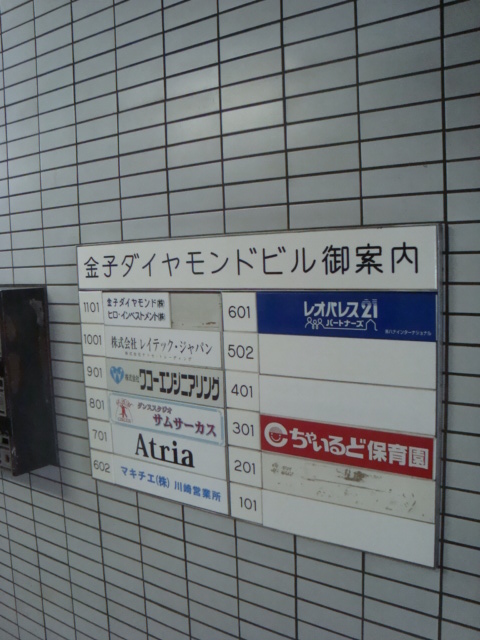 金子ダイヤモンドビル御案内
1101 金子ダイヤモンド(株)
ヒロ・インベストメント(株)
1001 株式会社 レイテック・ジャパン
901 株式会社 ワコーエンジニアリング
801 ダンススタジオ
サムサーカス
701 Atria
602 マキチエ(株) 川崎営業所
601 レオパレス21
パートナーズ
502
401
301 ちゃいるど保育園
201
101